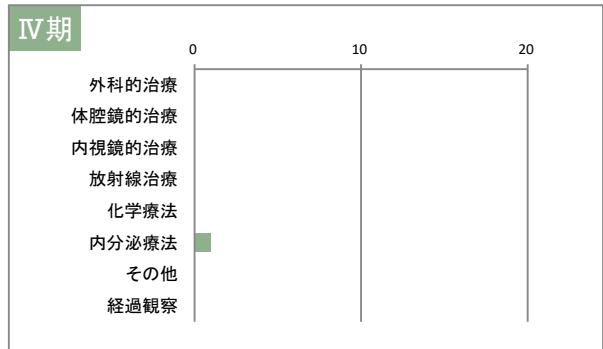 Ⅳ期
0 10 20
外科的治療
体腔鏡的治療
内視鏡的治療
放射線治療
化学療法
内分泌療法
その他
経過観察